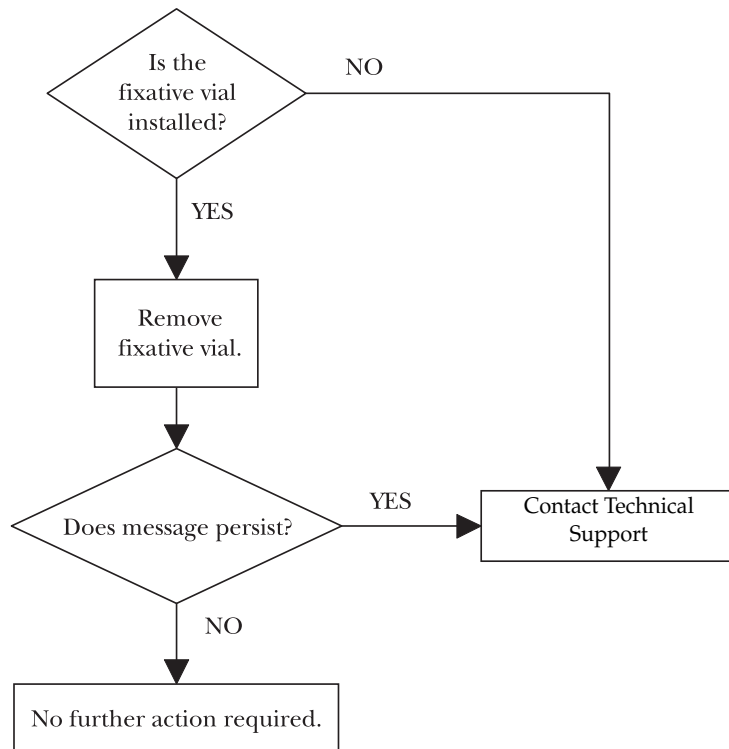 Is the
fixative vial
installed?
NO
YES
Remove
fixative vial.
Does message persist?
YES
Contact Technical
Support
NO
No further action required.